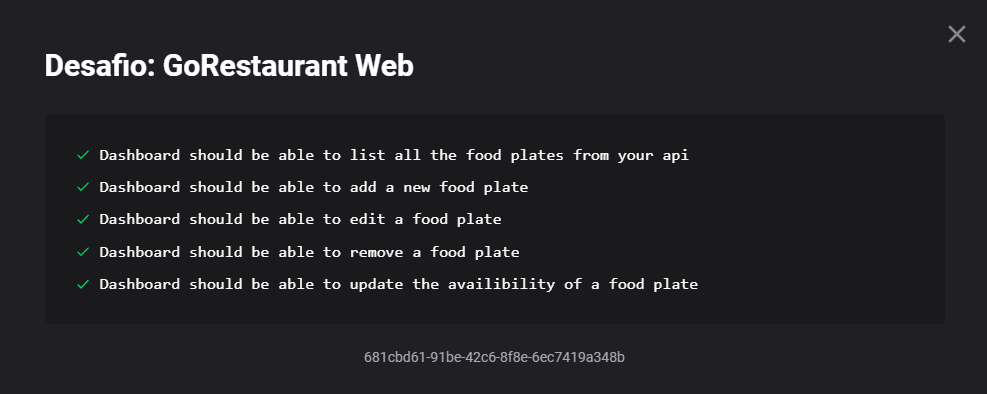 Desafio: GoRestaurant Web
Dashboard should be able to list all the food plates from your api
Dashboard should be able to add a new food plate
Dashboard should be able to edit a food plate
Dashboard should be able to remove a food plate
Dashboard should be able to update the availibility of a food plate
681cbd61-91be-42c6-8f8e-6ec7419a348b